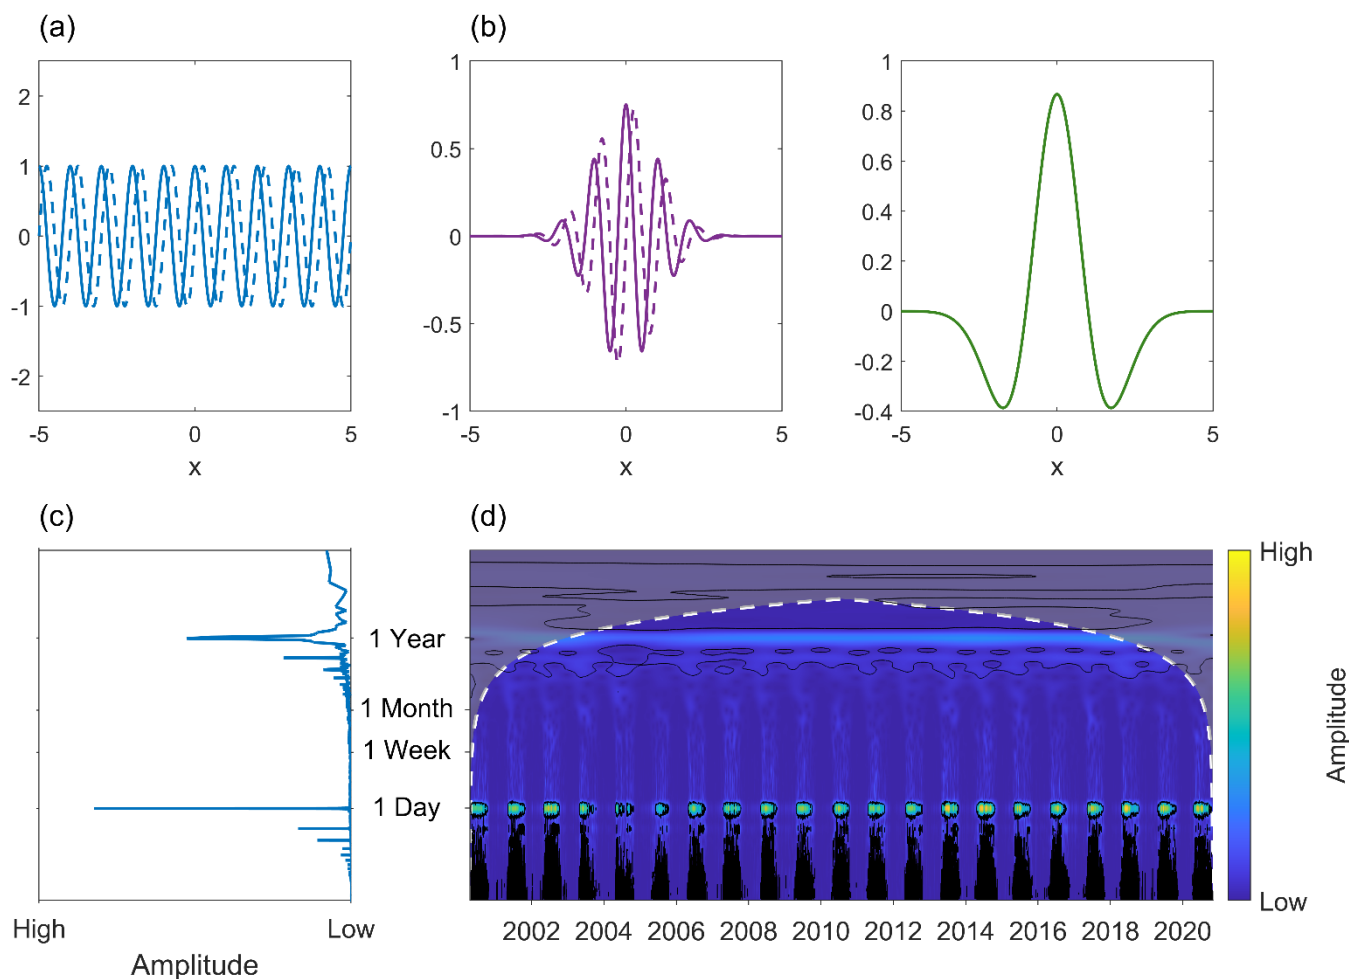 (a)
(b)
2
1
0
-1
-2
-5
0
5
x
1
0.5
0
-0.5
-1
-5
0
5
x
1
0.8
0.6
0.4
0.2
0
-0.2
-0.4
-5
0
5
x
(c)
(d)
1 Year
1 Month
1 Week
1 Day
High
Low
Amplitude
2002 2004 2006 2008 2010 2012 2014 2016 2018 2020
High
Low
Amplitude